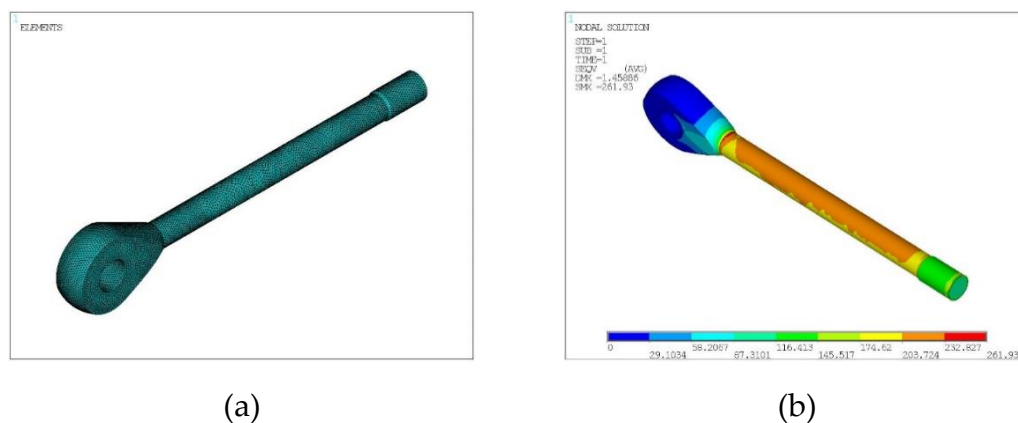 1
ELEMENTS
1
NODAL SOLUTION
STEP=1
SUB =1
TIME=1
SEQV (AVG)
DMX =1.45886
SMX =261.93
0 58.2067 116.413 174.62 232.827
29.1034 87.3101 145.517 203.724 261.93
(a) (b)